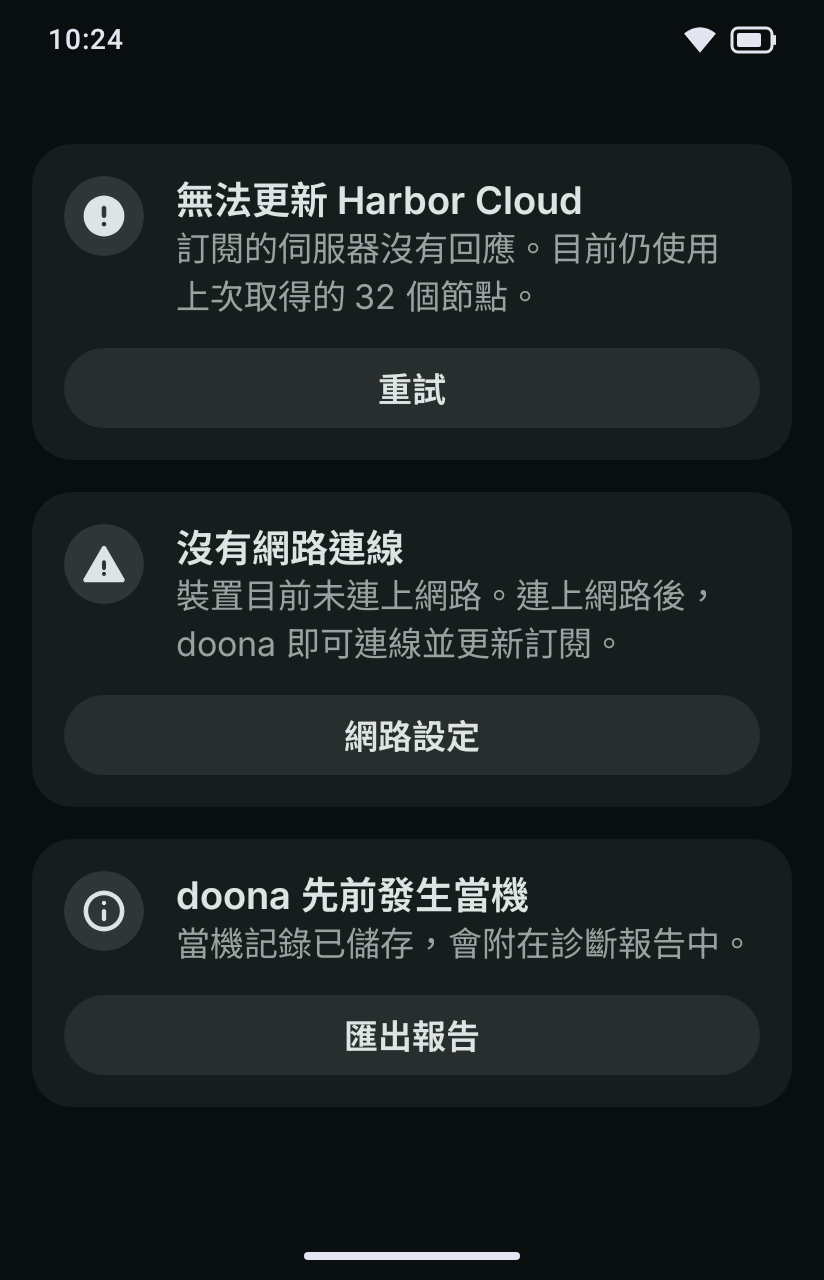 10:24
無法更新 Harbor Cloud
訂閱的伺服器沒有回應。目前仍使用
上次取得的 32 個節點。
重試
沒有網路連線
裝置目前未連上網路。連上網路後，
doona 即可連線並更新訂閱。
網路設定
doona 先前發生當機
當機記錄已儲存，會附在診斷報告中。
匯出報告